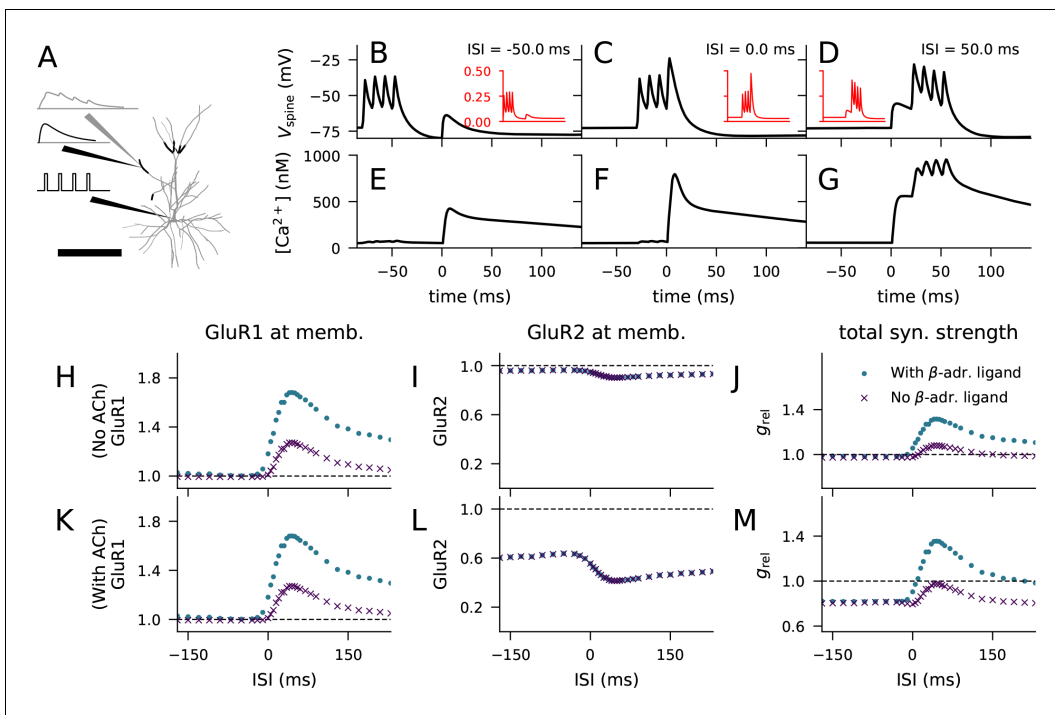 A
B
ISI = -50.0 ms
C
ISI = 0.0 ms
D
ISI = 50.0 ms
V_spine (mV)
−25
−50
−75
0.50
0.25
0.00
E
F
G
[Ca²⁺] (nM)
1000
500
0
−50 0 50 100
−50 0 50 100
−50 0 50 100
time (ms)
time (ms)
time (ms)
GluR1 at memb.
GluR2 at memb.
total syn. strength
H
(No ACh)
GluR1
1.8
1.4
1.0
I
GluR2
1.0
0.6
0.2
J
g_rel
1.4
1.0
With β-adr. ligand
No β-adr. ligand
K
(With ACh)
GluR1
1.8
1.4
1.0
L
GluR2
1.0
0.6
0.2
M
g_rel
1.4
1.0
0.6
−150 0 150
−150 0 150
−150 0 150
ISI (ms)
ISI (ms)
ISI (ms)